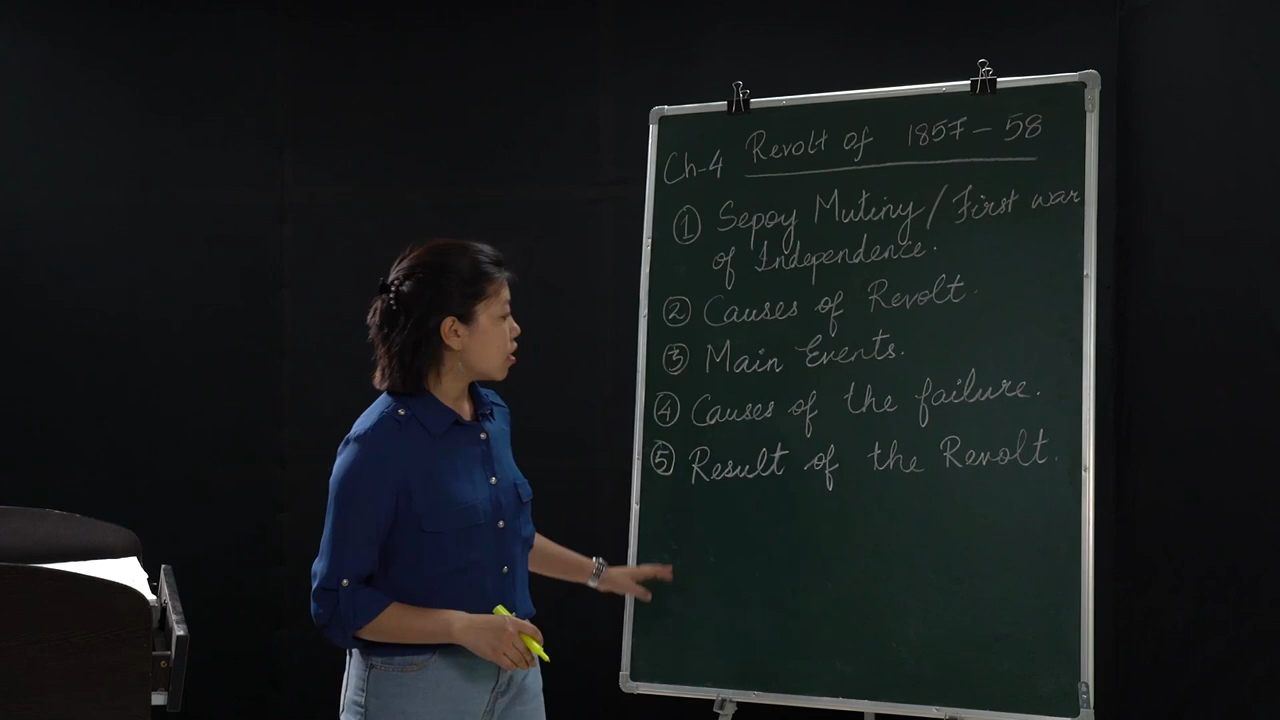 Ch-4 Revolt of 1857-58
① Sepoy Mutiny / First war
of Independence.
② Causes of Revolt.
③ Main Events.
④ Causes of the failure.
⑤ Result of the Revolt.